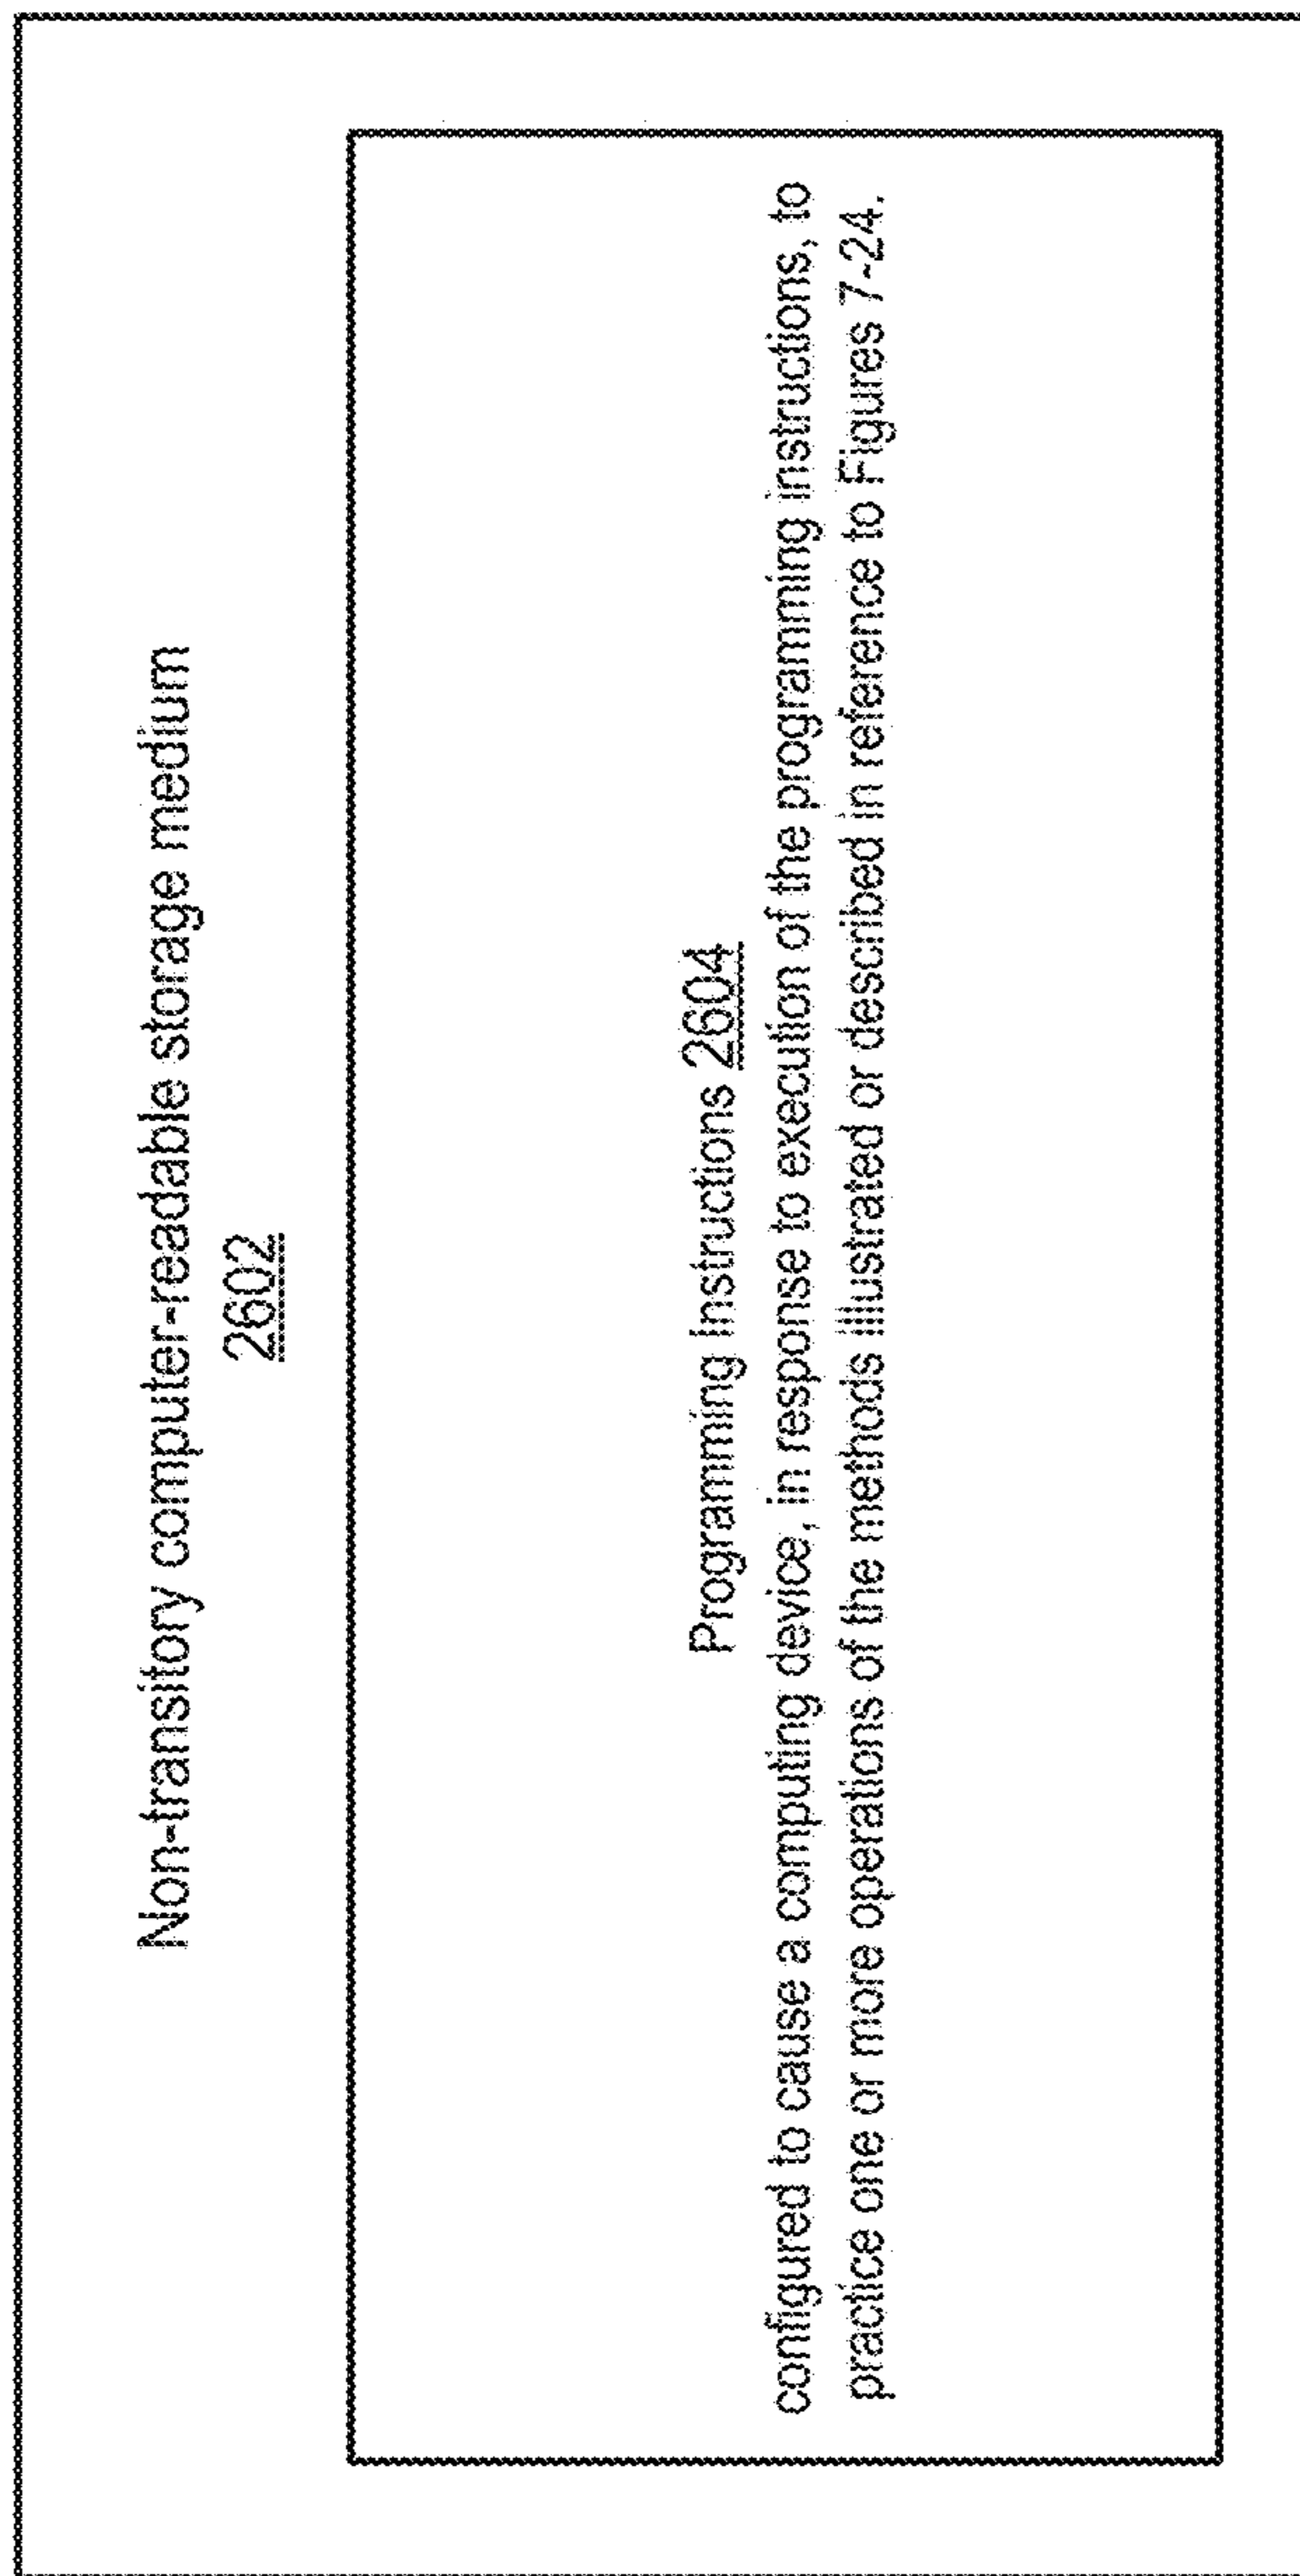 Non-transitory computer-readable storage medium
2602
Programming Instructions 2604
configured to cause a computing device, in response to execution of the programming instructions, to
practice one or more operations of the methods illustrated or described in reference to Figures 7-24.